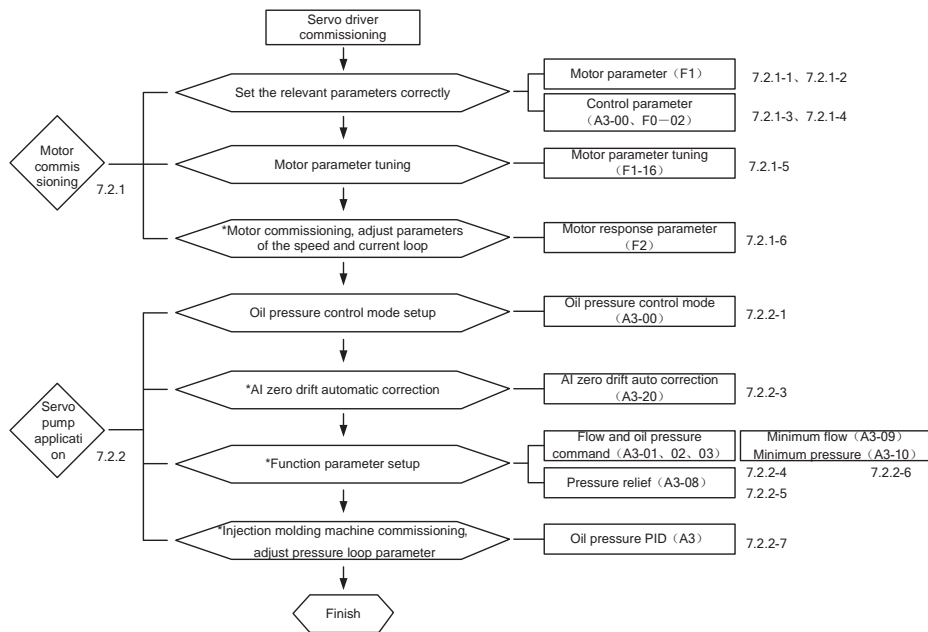 Servo driver
commissioning
Set the relevant parameters correctly
Motor parameter（F1）
7.2.1-1、7.2.1-2
Control parameter
（A3-00、F0－02）
7.2.1-3、7.2.1-4
Motor
commis
sioning
7.2.1
Motor parameter tuning
Motor parameter tuning
（F1-16）
7.2.1-5
*Motor commissioning, adjust parameters
of the speed and current loop
Motor response parameter
（F2）
7.2.1-6
Oil pressure control mode setup
Oil pressure control mode
（A3-00）
7.2.2-1
*AI zero drift automatic correction
AI zero drift auto correction
（A3-20）
7.2.2-3
Servo
pump
applicati
on
7.2.2
*Function parameter setup
Flow and oil pressure
command（A3-01、02、03）
Minimum flow（A3-09）
Minimum pressure（A3-10）
7.2.2-4
7.2.2-6
Pressure relief（A3-08）
7.2.2-5
*Injection molding machine commissioning,
adjust pressure loop parameter
Oil pressure PID（A3）
7.2.2-7
Finish